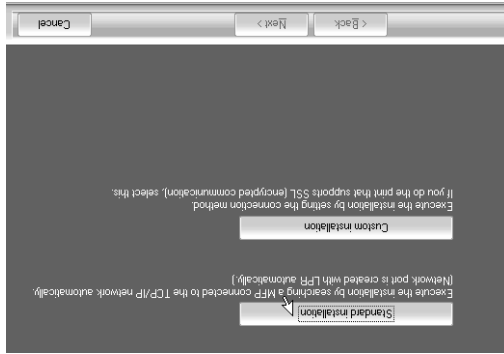 Standard installation
Execute the installation by searching a MFP connected to the TCP/IP network automatically.
(Network port is created with LPR automatically.)
Custom installation
Execute the installation by setting the connection method.
If you do the print that supports SSL (encrypted communication), select this.
< Back
Next >
Cancel